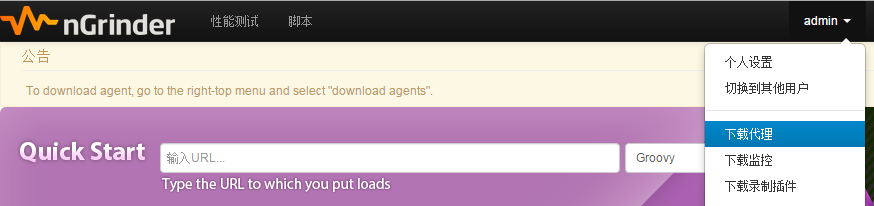 nGrinder 性能测试 脚本 admin
公告
To download agent, go to the right-top menu and select "download agents".
个人设置
切换到其他用户
下载代理
下载监控
下载录制插件
Quick Start 输入URL... Groovy
Type the URL to which you put loads